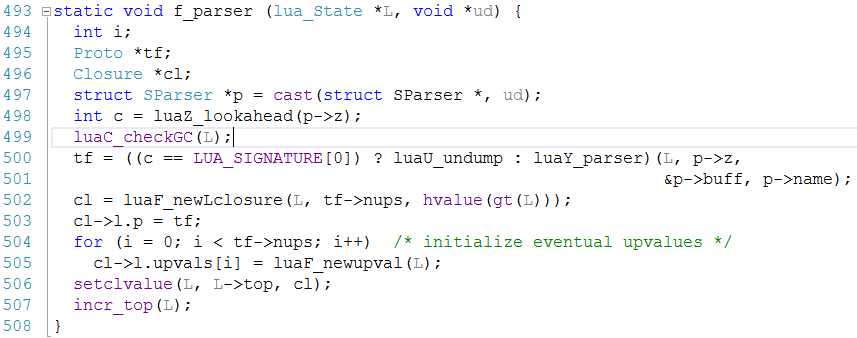 493 static void f_parser (lua_State *L, void *ud) {
494 int i;
495 Proto *tf;
496 Closure *cl;
497 struct SParser *p = cast(struct SParser *, ud);
498 int c = luaZ_lookahead(p->z);
499 luaC_checkGC(L);
500 tf = ((c == LUA_SIGNATURE[0]) ? luaU_undump : luaY_parser)(L, p->z,
501 &p->buff, p->name);
502 cl = luaF_newLclosure(L, tf->nups, hvalue(gt(L)));
503 cl->l.p = tf;
504 for (i = 0; i < tf->nups; i++) /* initialize eventual upvalues */
505 cl->l.upvals[i] = luaF_newupval(L);
506 setclvalue(L, L->top, cl);
507 incr_top(L);
508 }